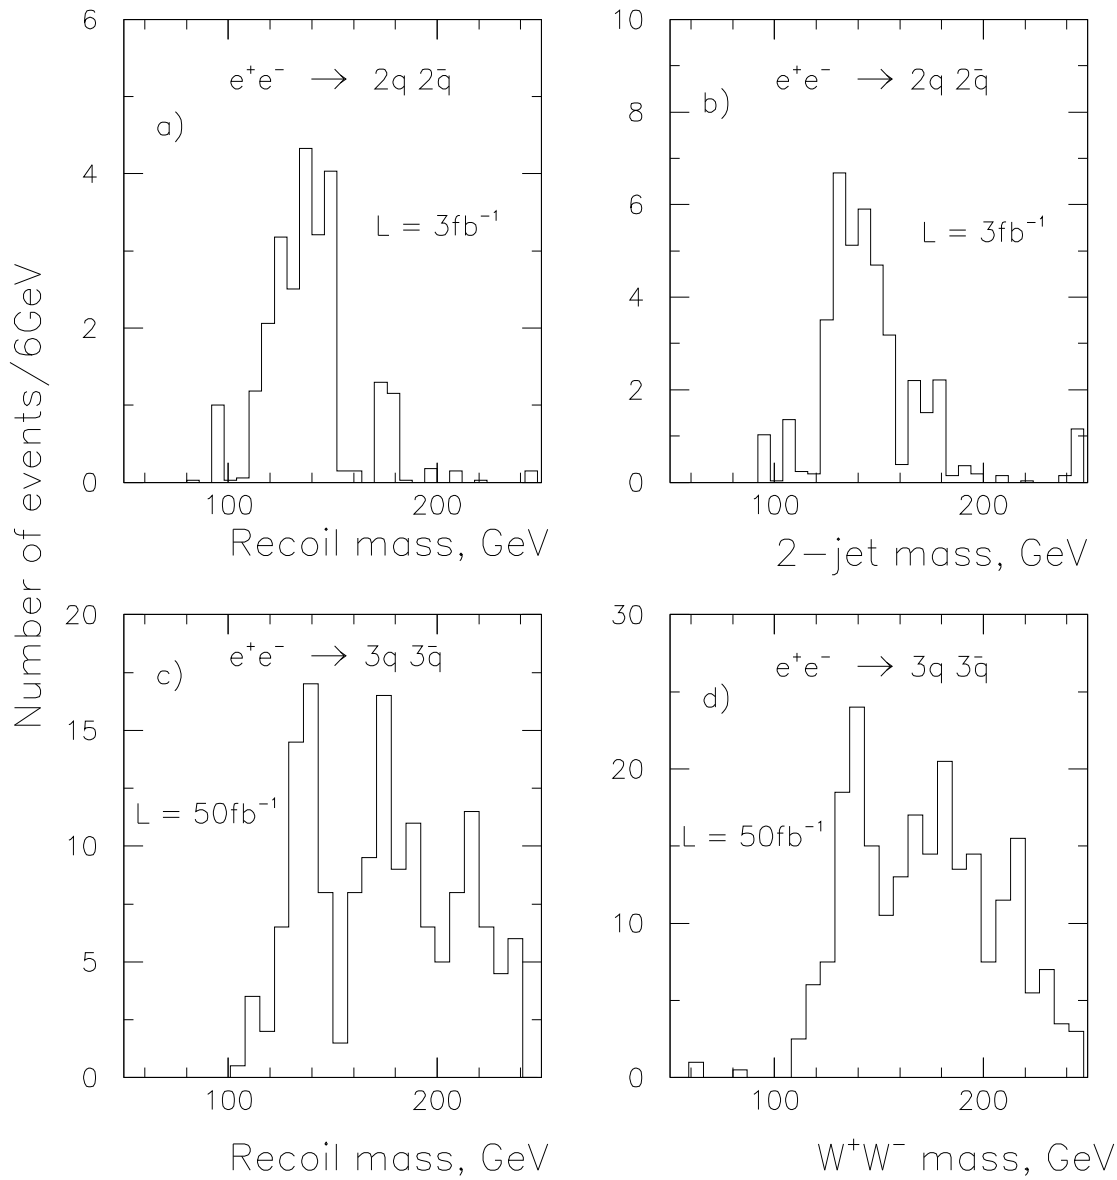 Number of events/6GeV
6
4
2
0
100
200
Recoil mass, GeV
e⁺e⁻ → 2q 2q̄
a)
L = 3fb⁻¹
10
8
6
4
2
0
100
200
2-jet mass, GeV
e⁺e⁻ → 2q 2q̄
b)
L = 3fb⁻¹
20
15
10
5
0
100
200
Recoil mass, GeV
e⁺e⁻ → 3q 3q̄
c)
L = 50fb⁻¹
30
20
10
0
100
200
W⁺W⁻ mass, GeV
e⁺e⁻ → 3q 3q̄
d)
L = 50fb⁻¹